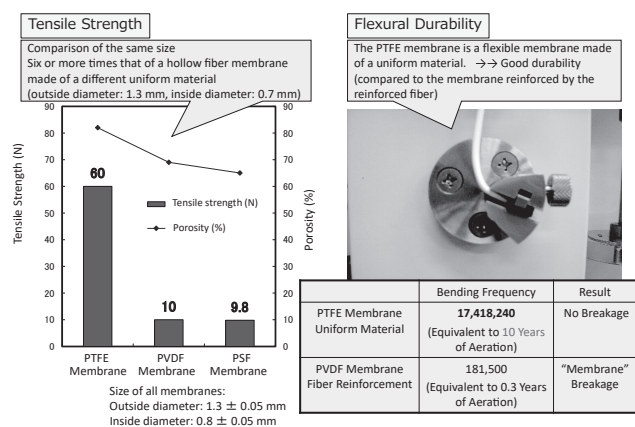 Tensile Strength
Comparison of the same size
Six or more times that of a hollow fiber membrane
made of a different uniform material
(outside diameter: 1.3 mm, inside diameter: 0.7 mm)
Tensile Strength (N)
90
80
70
60
50
40
30
20
10
0
60
10
9.8
Tensile strength (N)
Porosity (%)
90
80
70
60
50
40
30
20
10
0
Porosity (%)
PTFE
Membrane
PVDF
Membrane
PSF
Membrane
Size of all membranes:
Outside diameter: 1.3 ± 0.05 mm
Inside diameter: 0.8 ± 0.05 mm
Flexural Durability
The PTFE membrane is a flexible membrane made
of a uniform material. →→ Good durability
(compared to the membrane reinforced by the
reinforced fiber)
Bending Frequency
Result
PTFE Membrane
Uniform Material
17,418,240
(Equivalent to 10 Years
of Aeration)
No Breakage
PVDF Membrane
Fiber Reinforcement
181,500
(Equivalent to 0.3 Years
of Aeration)
“Membrane”
Breakage